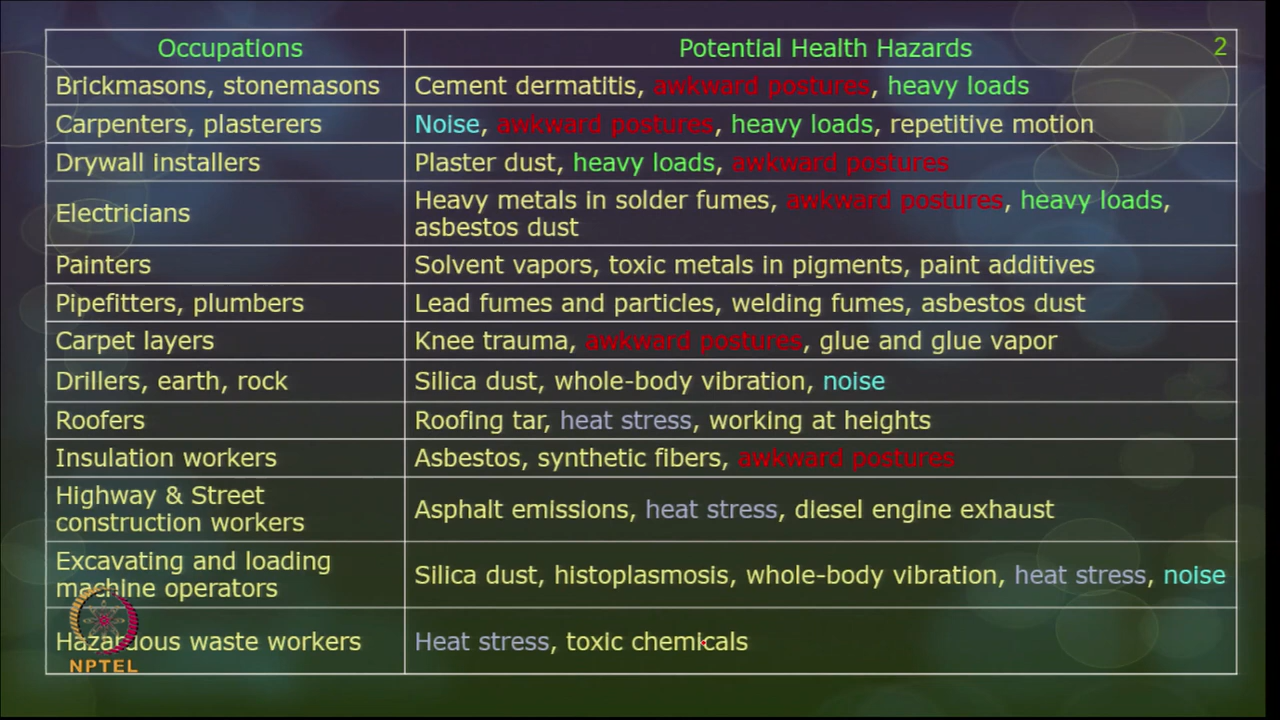 Occupations
Potential Health Hazards
2
Brickmasons, stonemasons
Cement dermatitis, awkward postures, heavy loads
Carpenters, plasterers
Noise, awkward postures, heavy loads, repetitive motion
Drywall installers
Plaster dust, heavy loads, awkward postures
Electricians
Heavy metals in solder fumes, awkward postures, heavy loads,
asbestos dust
Painters
Solvent vapors, toxic metals in pigments, paint additives
Pipefitters, plumbers
Lead fumes and particles, welding fumes, asbestos dust
Carpet layers
Knee trauma, awkward postures, glue and glue vapor
Drillers, earth, rock
Silica dust, whole-body vibration, noise
Roofers
Roofing tar, heat stress, working at heights
Insulation workers
Asbestos, synthetic fibers, awkward postures
Highway & Street
construction workers
Asphalt emissions, heat stress, diesel engine exhaust
Excavating and loading
machine operators
Silica dust, histoplasmosis, whole-body vibration, heat stress, noise
Hazardous waste workers
Heat stress, toxic chemicals
NPTEL